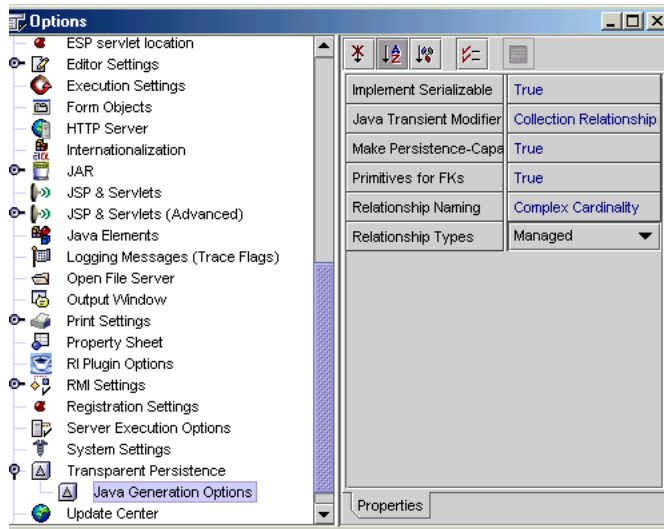 Options
ESP servlet location
Editor Settings
Execution Settings
Form Objects
HTTP Server
Internationalization
JAR
JSP & Servlets
JSP & Servlets (Advanced)
Java Elements
Logging Messages (Trace Flags)
Open File Server
Output Window
Print Settings
Property Sheet
RI Plugin Options
RMI Settings
Registration Settings
Server Execution Options
System Settings
Transparent Persistence
Java Generation Options
Update Center
Implement Serializable True
Java Transient Modifier Collection Relationship
Make Persistence-Capa True
Primitives for FKs True
Relationship Naming Complex Cardinality
Relationship Types Managed
Properties